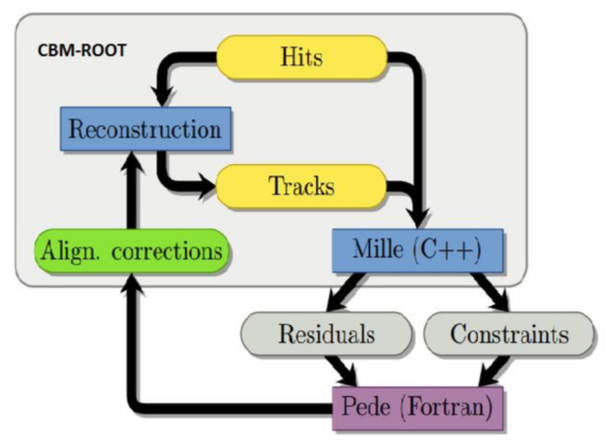 CBM-ROOT
Hits
Reconstruction
Tracks
Align. corrections
Mille (C++)
Residuals
Constraints
Pede (Fortran)